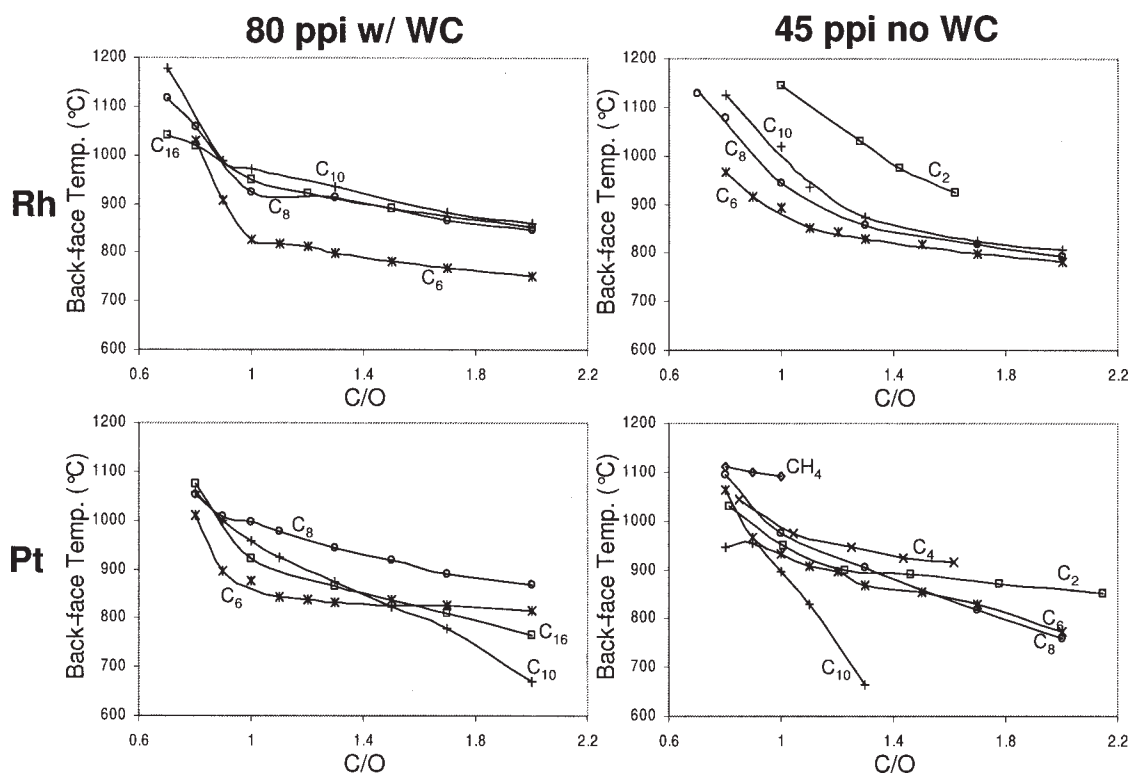 80 ppi w/ WC
45 ppi no WC
Rh
Back-face Temp. (°C)
1200
1100
1000
900
800
700
600
C₁₆
C₁₀
C₈
C₆
0.6
1
1.4
1.8
2.2
C/O
Back-face Temp. (°C)
1200
1100
1000
900
800
700
600
C₁₀
C₈
C₆
C₂
0.6
1
1.4
1.8
2.2
C/O
Pt
Back-face Temp. (°C)
1200
1100
1000
900
800
700
600
C₈
C₆
C₁₆
C₁₀
0.6
1
1.4
1.8
2.2
C/O
Back-face Temp. (°C)
1200
1100
1000
900
800
700
600
CH₄
C₄
C₂
C₆
C₈
C₁₀
0.6
1
1.4
1.8
2.2
C/O